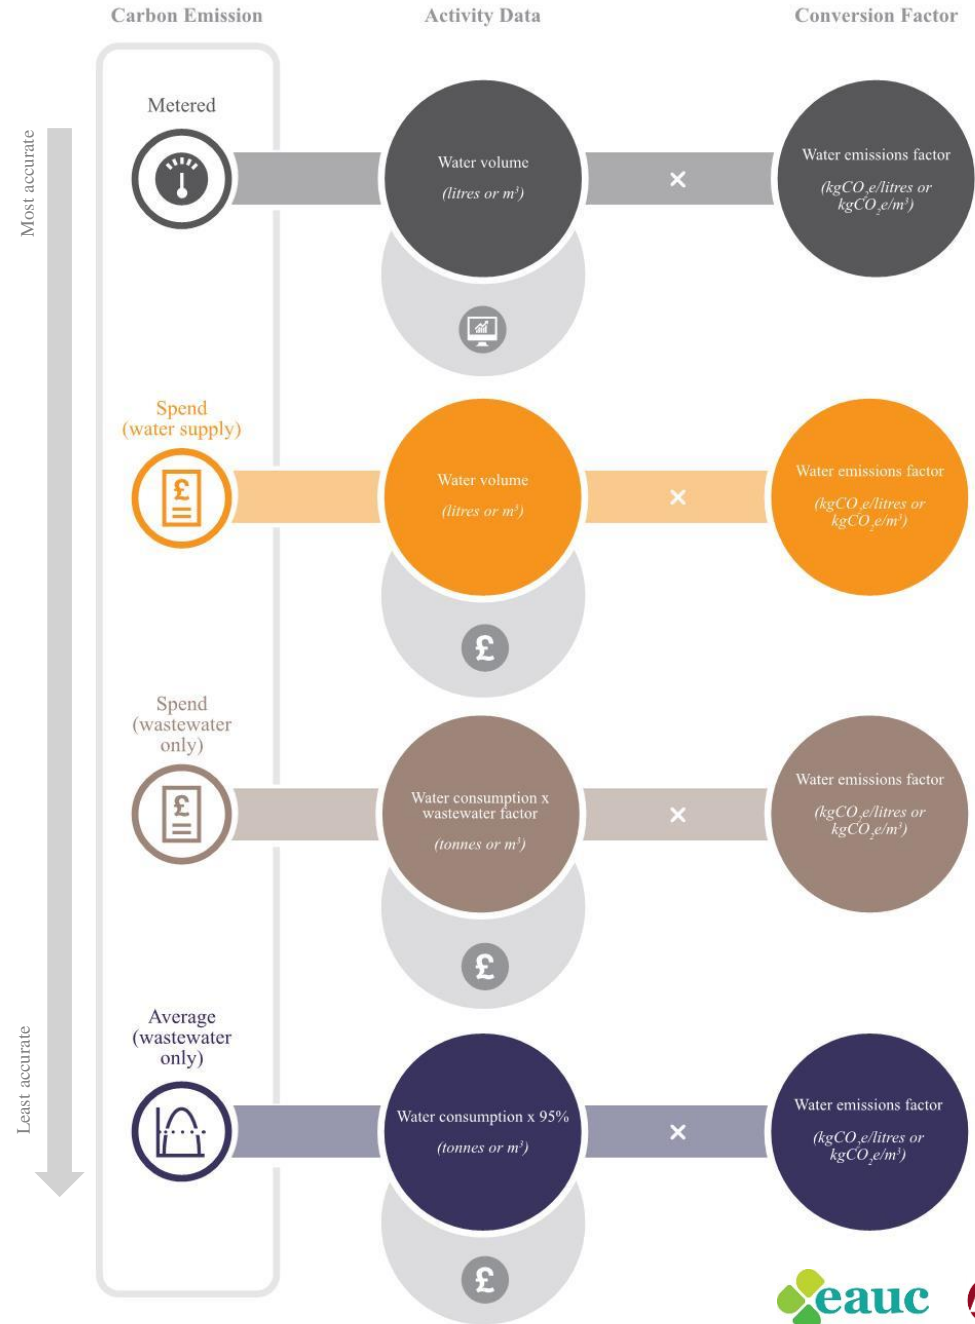 Carbon Emission
Activity Data
Conversion Factor
Most accurate
Least accurate
Metered
Water volume
(litres or m³)
×
Water emissions factor
(kgCO₂e/litres or
kgCO₂e/m³)
Spend
(water supply)
£
Water volume
(litres or m³)
×
Water emissions factor
(kgCO₂e/litres or
kgCO₂e/m³)
£
Spend
(wastewater
only)
£
Water consumption x
wastewater factor
(tonnes or m³)
×
Water emissions factor
(kgCO₂e/litres or
kgCO₂e/m³)
£
Average
(wastewater
only)
Water consumption x 95%
(tonnes or m³)
×
Water emissions factor
(kgCO₂e/litres or
kgCO₂e/m³)
£
eauc